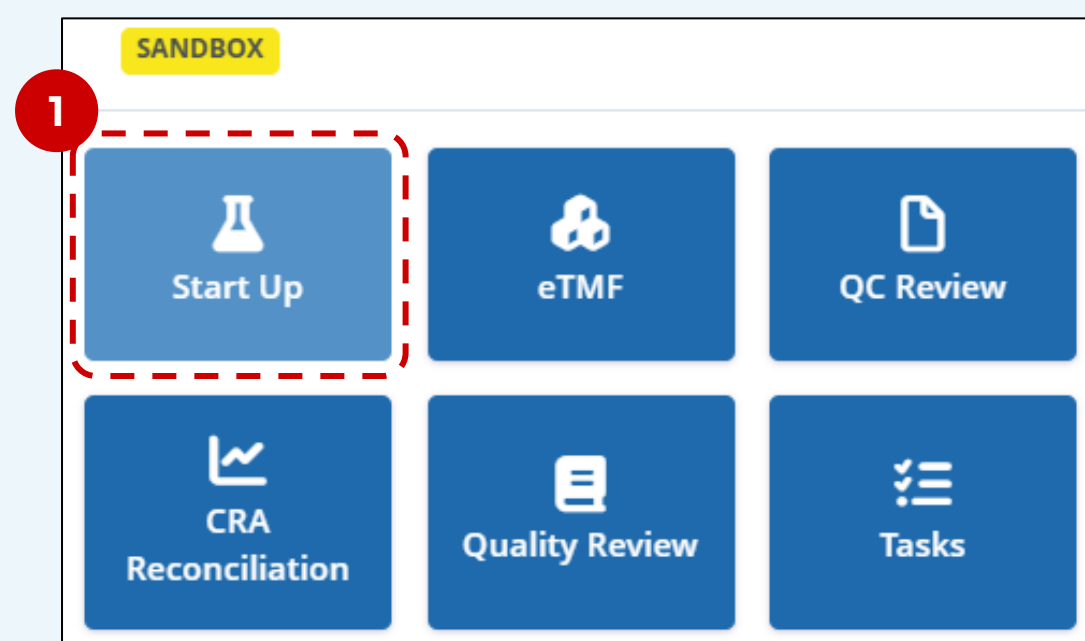 SANDBOX
1
Start Up
eTMF
QC Review
CRA
Reconciliation
Quality Review
Tasks